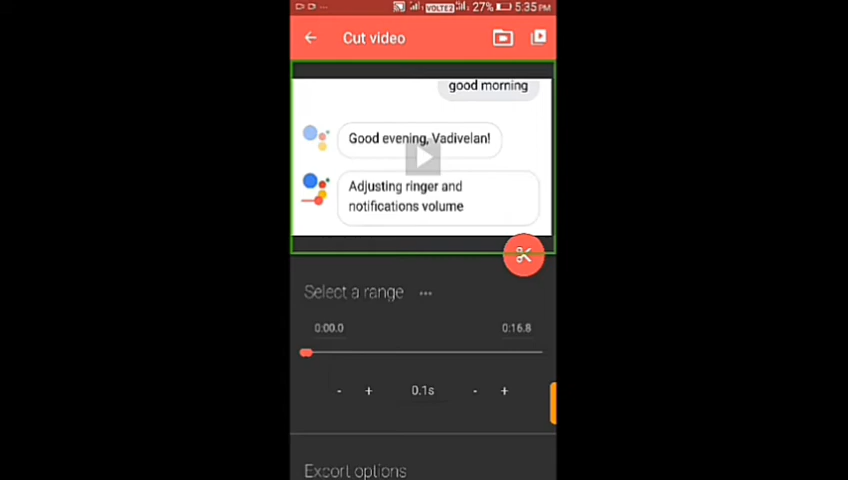 VOLTE2 27% 5:35 PM
Cut video
good morning
Good evening, Vadivelan!
Adjusting ringer and
notifications volume
Select a range ...
0:00.0 0:16.8
- + 0.1s - +
Export options